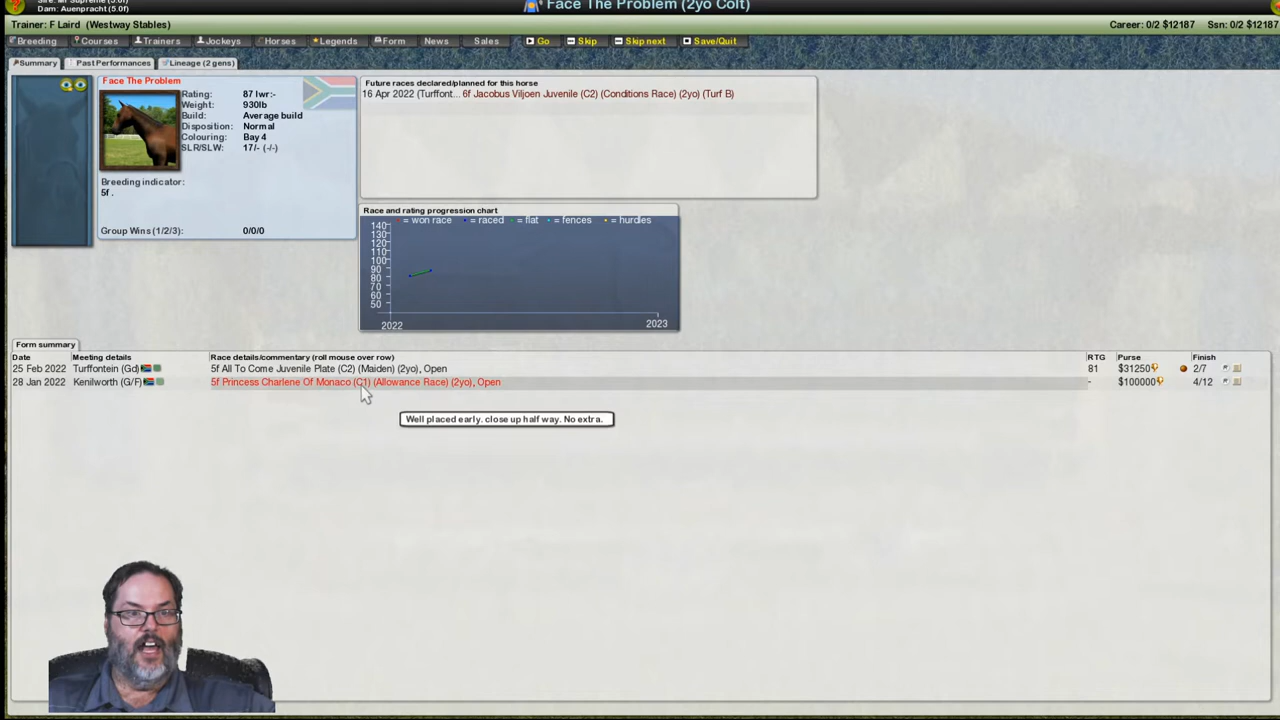 Sire: Mr Supreme (5.0f)
Dam: Auenpracht (5.0f)
Face The Problem (2yo Colt)
Trainer: F Laird (Westway Stables)
Career: 0/2 $12187 Ssn: 0/2 $12187
Breeding Courses Trainers Jockeys Horses Legends Form News Sales Go Skip Skip next Save/Quit
Summary Past Performances Lineage (2 gens)
Face The Problem
Rating: 87 lwr:-
Weight: 930lb
Build: Average build
Disposition: Normal
Colouring: Bay 4
SLR/SLW: 17/- (-/-)
Breeding indicator:
5f .
Group Wins (1/2/3): 0/0/0
Future races declared/planned for this horse
16 Apr 2022 (Turffont... 6f Jacobus Viljoen Juvenile (C2) (Conditions Race) (2yo) (Turf B)
Race and rating progression chart
= won race = raced = flat = fences = hurdles
140
130
120
110
100
90
80
70
60
50
2022 2023
Form summary
Date Meeting details Race details/commentary (roll mouse over row) RTG Purse Finish
25 Feb 2022 Turffontein (Gd) 5f All To Come Juvenile Plate (C2) (Maiden) (2yo), Open 81 $31250 2/7
28 Jan 2022 Kenilworth (G/F) 5f Princess Charlene Of Monaco (C1) (Allowance Race) (2yo), Open - $100000 4/12
Well placed early. close up half way. No extra.